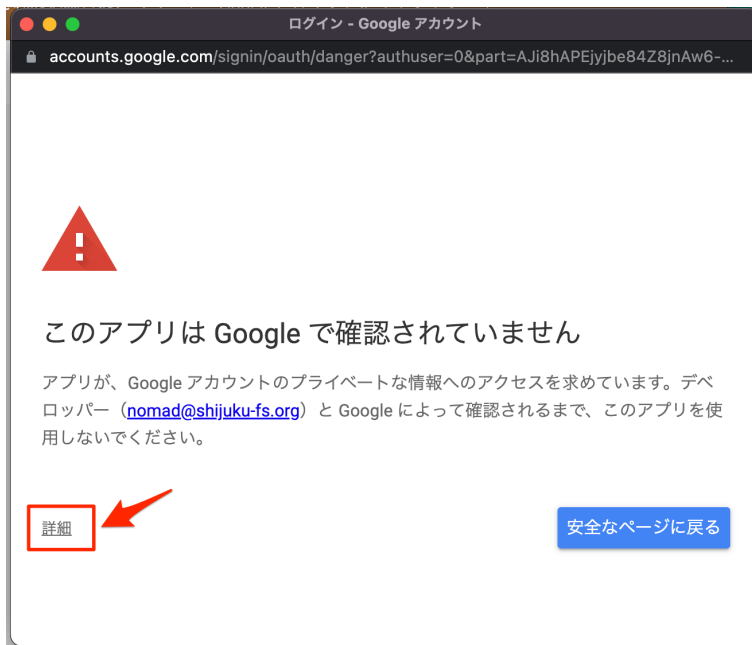 ログイン - Google アカウント
accounts.google.com/signin/oauth/danger?authuser=0&part=AJi8hAPEjyjbe84Z8jnAw6-...
このアプリは Google で確認されていません
アプリが、Google アカウントのプライベートな情報へのアクセスを求めています。デベ
ロッパー（nomad@shijuku-fs.org）と Google によって確認されるまで、このアプリを使
用しないでください。
詳細
安全なページに戻る